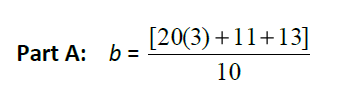 Part A: b = [20(3)+11+13]
10